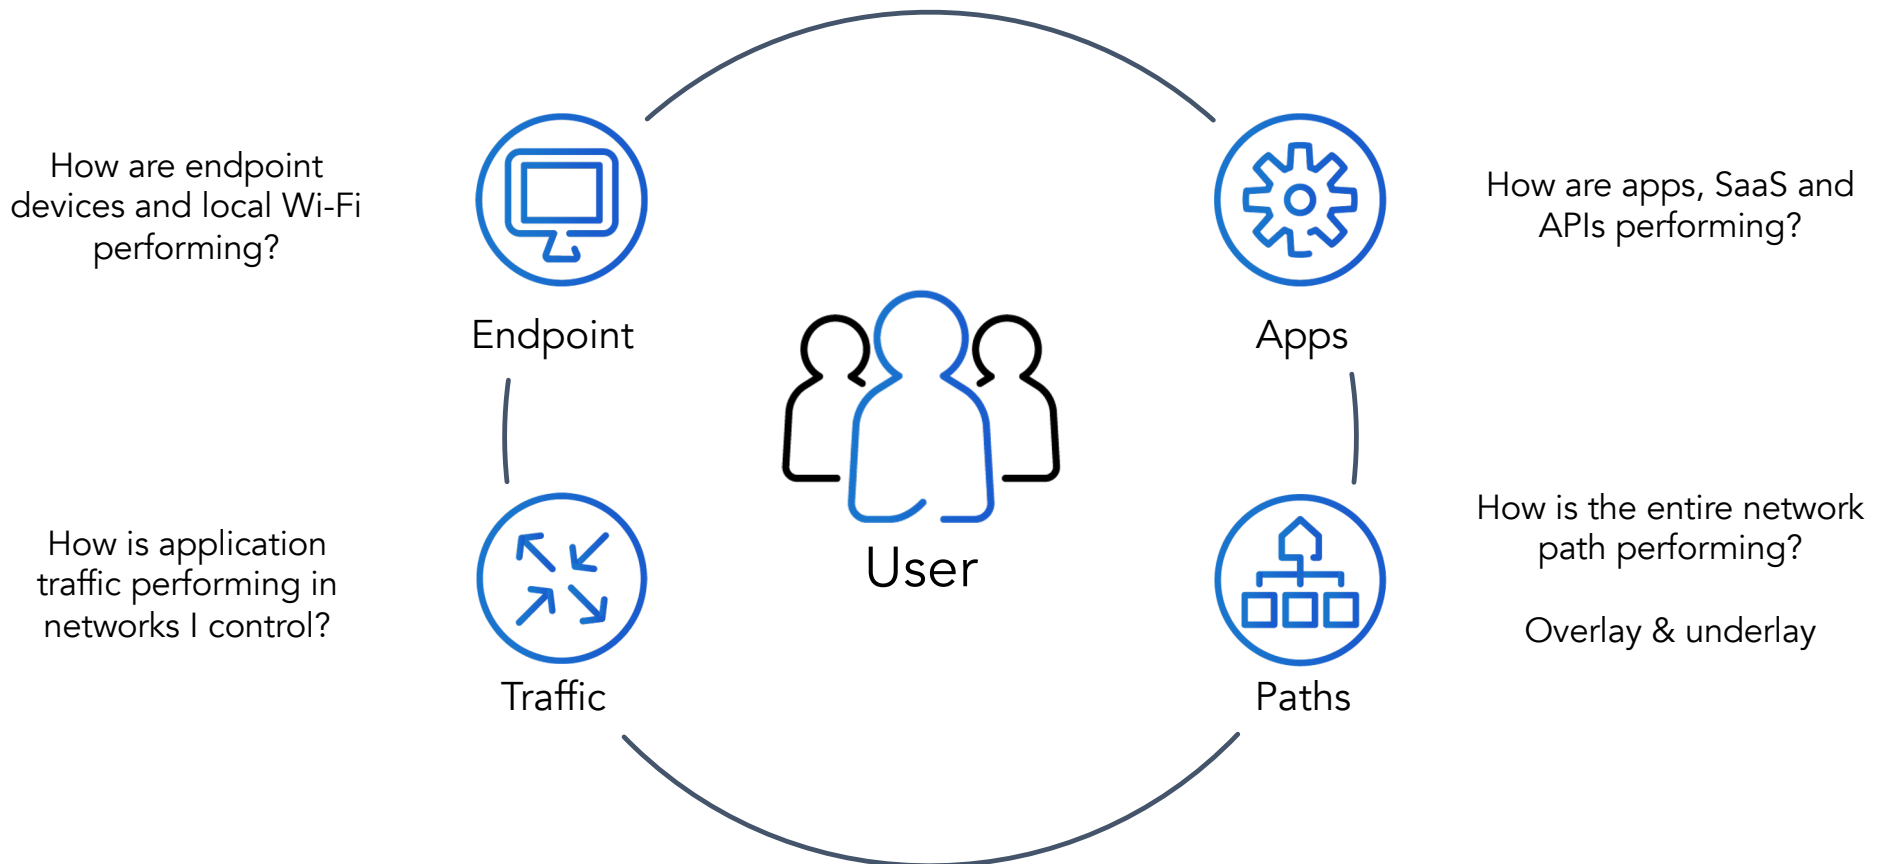 How are endpoint
devices and local Wi-Fi
performing?
Endpoint
Apps
How are apps, SaaS and
APIs performing?
User
How is application
traffic performing in
networks I control?
Traffic
Paths
How is the entire network
path performing?
Overlay & underlay